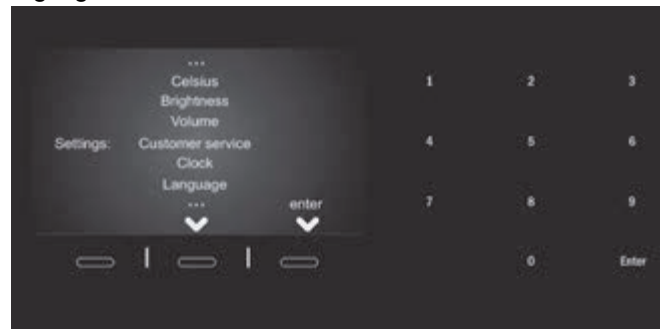 ...
Celsius
Brightness
Volume
Settings: Customer service
Clock
Language
...
enter
1 2 3
4 5 6
7 8 9
0 Enter